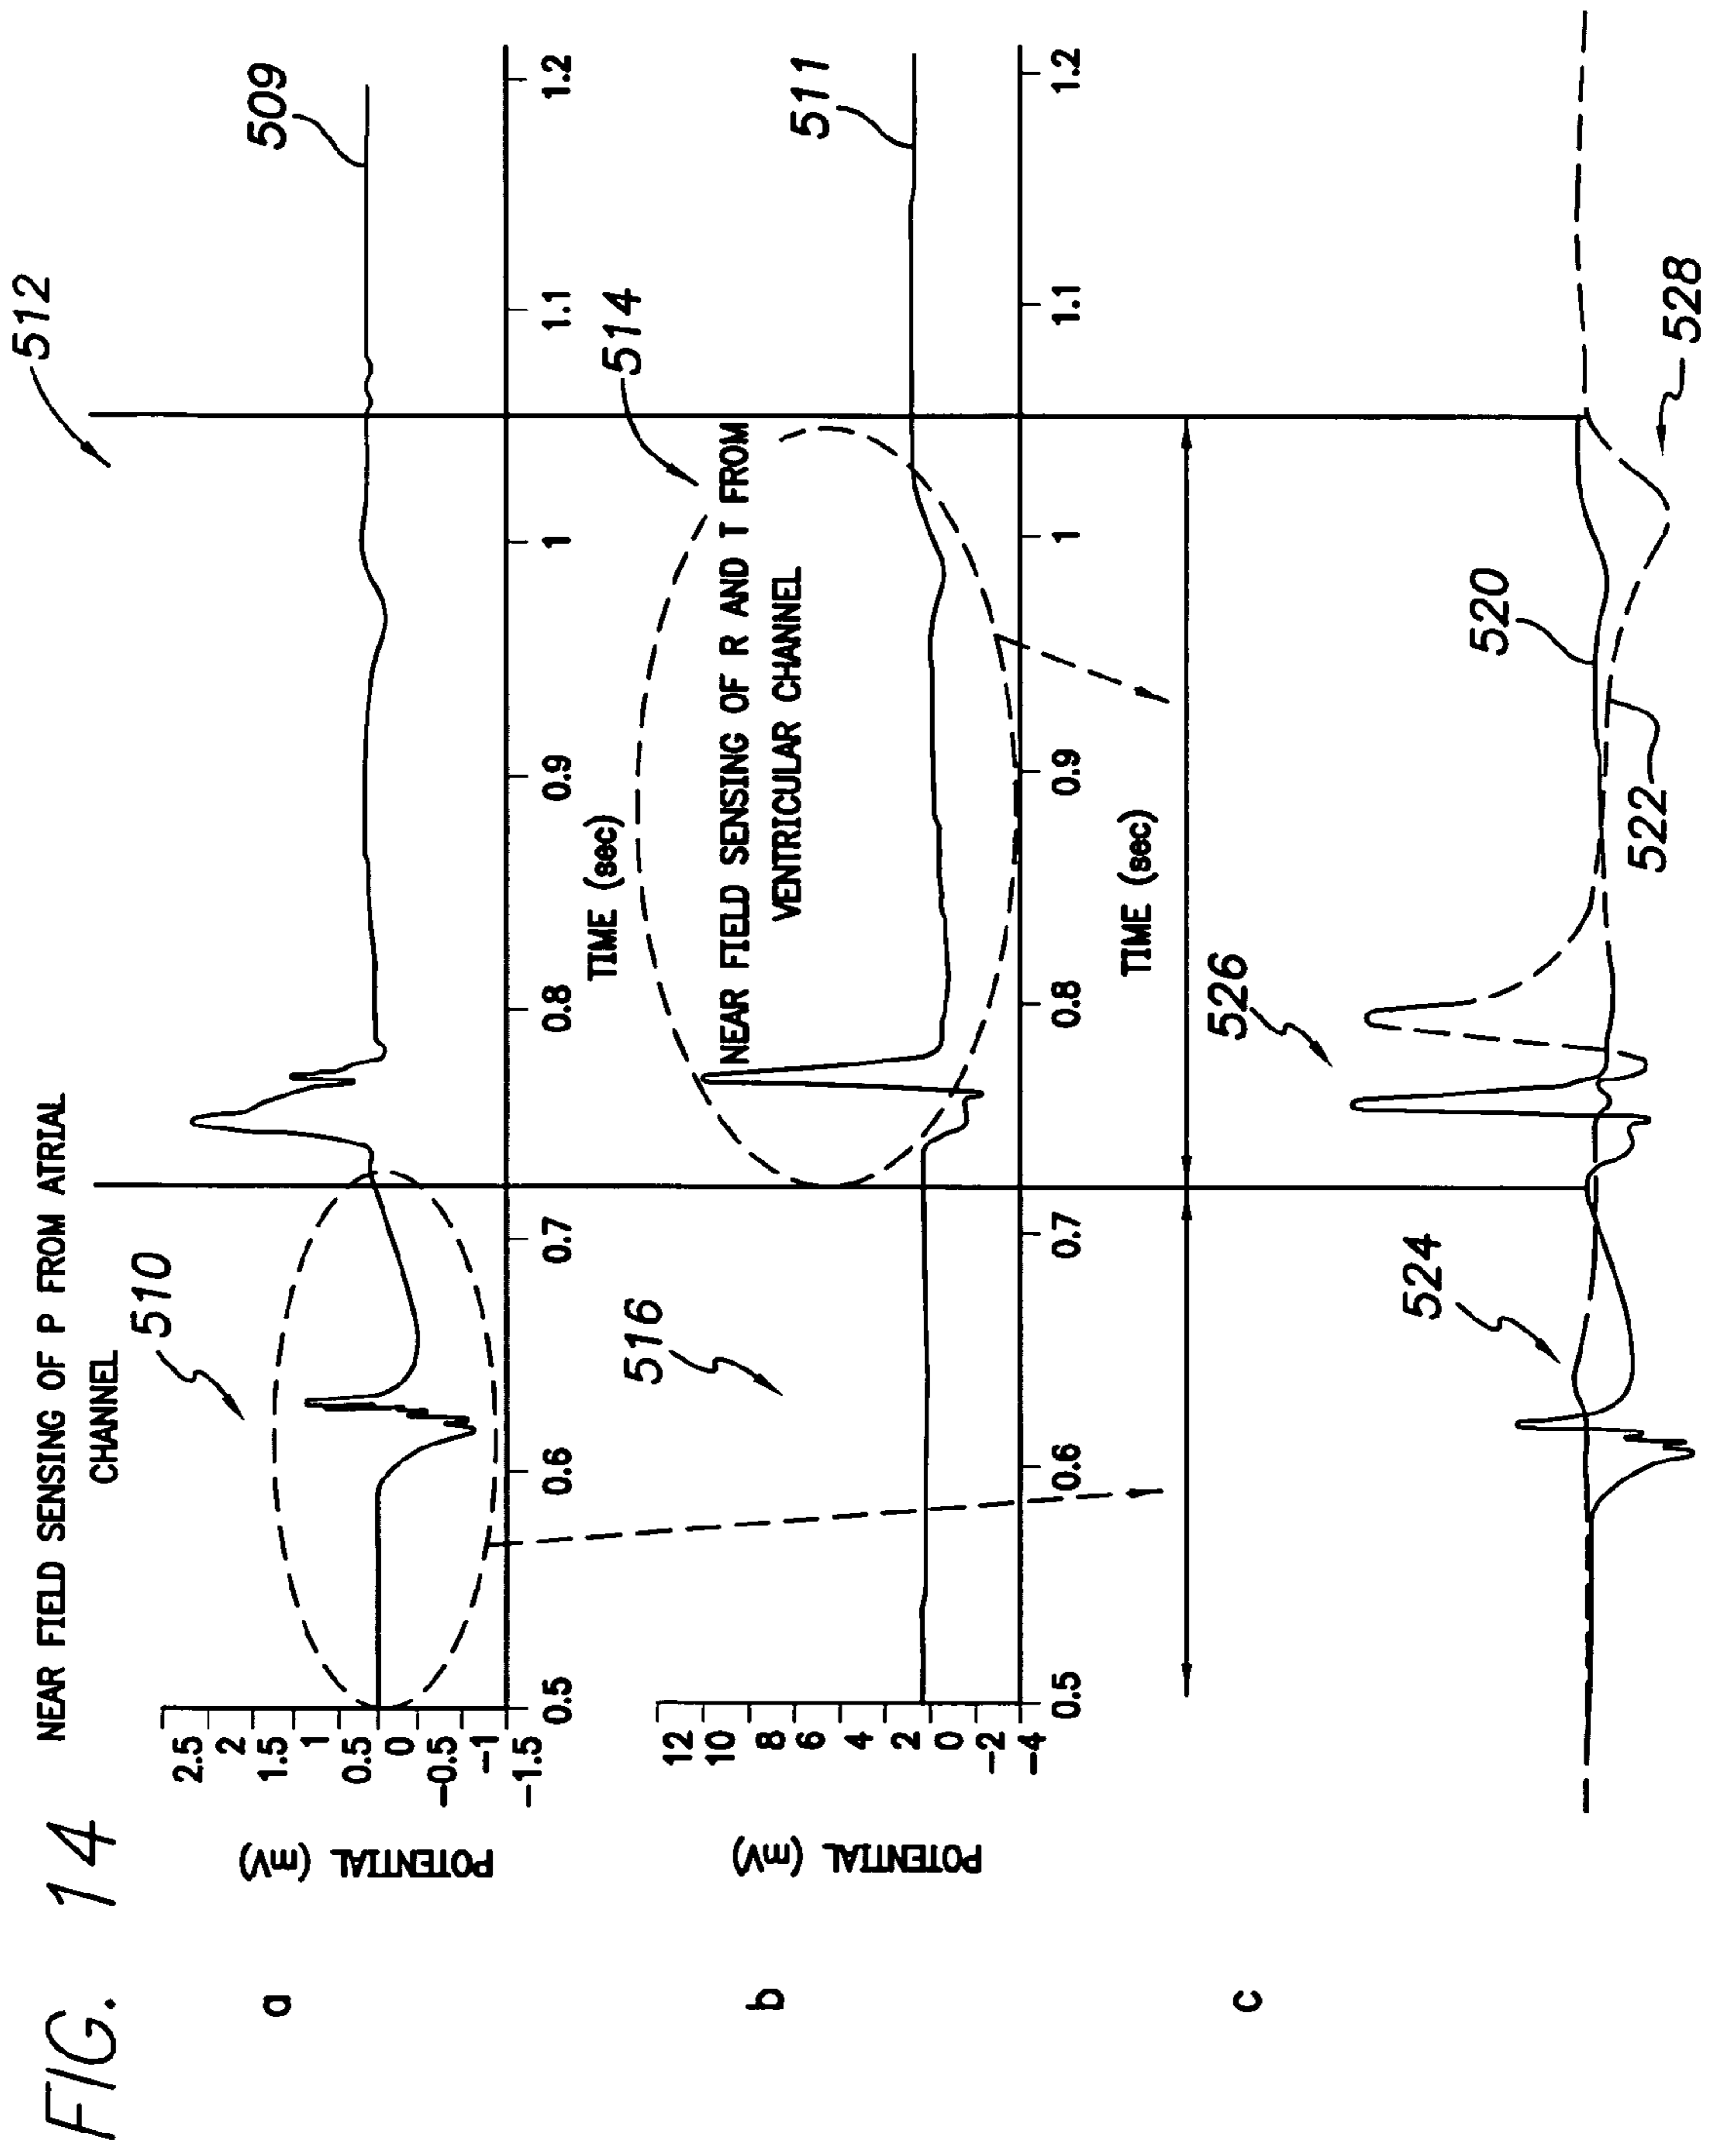 FIG. 14
NEAR FIELD SENSING OF P FROM ATRIAL
CHANNEL
512
510
509
a
POTENTIAL (mV)
2.5
2
1.5
1
0.5
0
-0.5
-1
-1.5
0.5 0.6 0.7 0.8 0.9 1 1.1 1.2
TIME (sec)
516
514
511
NEAR FIELD SENSING OF R AND T FROM
VENTRICULAR CHANNEL
b
POTENTIAL (mV)
12
10
8
6
4
2
0
-2
-4
0.5 0.6 0.7 0.8 0.9 1 1.1 1.2
TIME (sec)
c
524
526
520
522
528